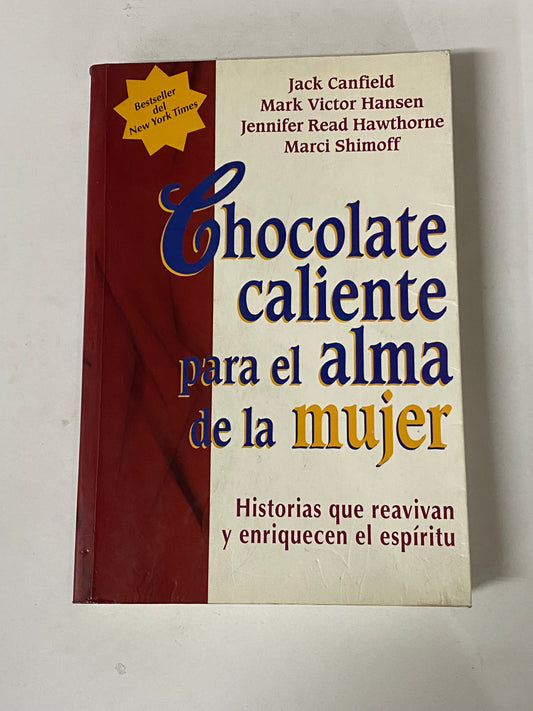 Bestseller
del
New York Times
Jack Canfield
Mark Victor Hansen
Jennifer Read Hawthorne
Marci Shimoff
Chocolate
caliente
para el alma
de la mujer
Historias que reavivan
y enriquecen el espíritu